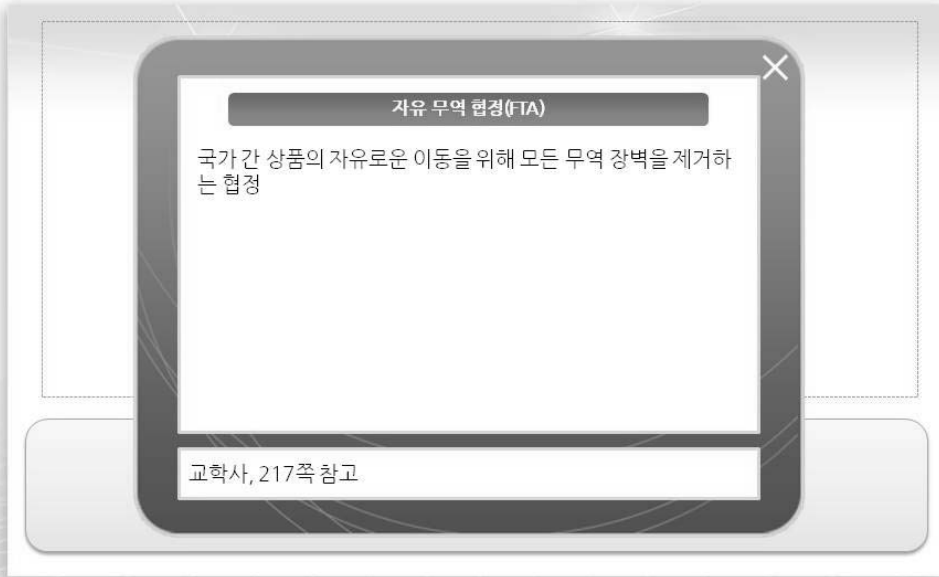 자유 무역 협정(FTA)
국가 간 상품의 자유로운 이동을 위해 모든 무역 장벽을 제거하
는 협정
교학사, 217쪽 참고